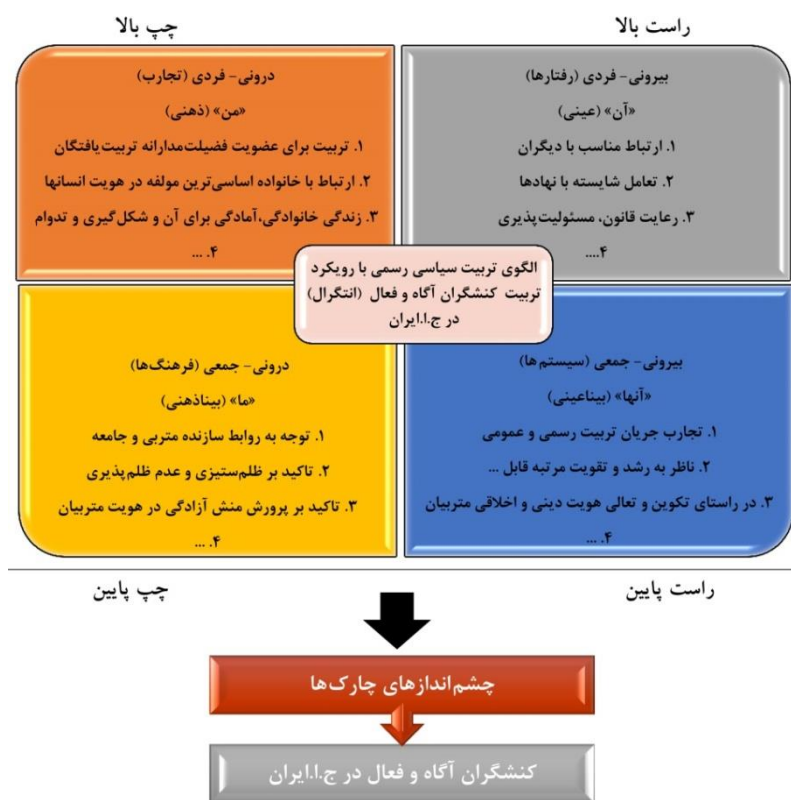 راست بالا
چپ بالا
بیرونی- فردی (رفتارها)
«آن» (عینی)
۱. ارتباط مناسب با دیگران
۲. تعامل شایسته با نهادها
۳. رعایت قانون، مسئولیت‌پذیری
۴....
درونی- فردی (تجارب)
«من» (ذهنی)
۱. تربیت برای عضویت فضیلت‌مدارانه تربیت‌یافتگان
۲. ارتباط با خانواده اساسی‌ترین مولفه در هویت انسانها
۳. زندگی خانوادگی،آمادگی برای آن و شکل‌گیری و تدوام
۴. ...
الگوی تربیت سیاسی رسمی با رویکرد
تربیت کنشگران آگاه و فعال (انتگرال)
در ج.ا.ایران
بیرونی- جمعی (سیستم‌ها)
«آنها» (بیناعینی)
۱. تجارب جریان تربیت رسمی و عمومی
۲. ناظر به رشد و تقویت مرتبه قابل ...
۳. در راستای تکوین و تعالی هویت دینی و اخلاقی متربیان
۴. ...
درونی- جمعی (فرهنگ‌ها)
«ما» (بیناذهنی)
۱. توجه به روابط سازنده متربی و جامعه
۲. تاکید بر ظلم‌ستیزی و عدم ظلم‌پذیری
۳. تاکید بر پرورش منش آزادگی در هویت متربیان
۴. ...
راست پایین
چپ پایین
چشم‌اندازهای چارک‌ها
کنشگران آگاه و فعال در ج.ا.ایران